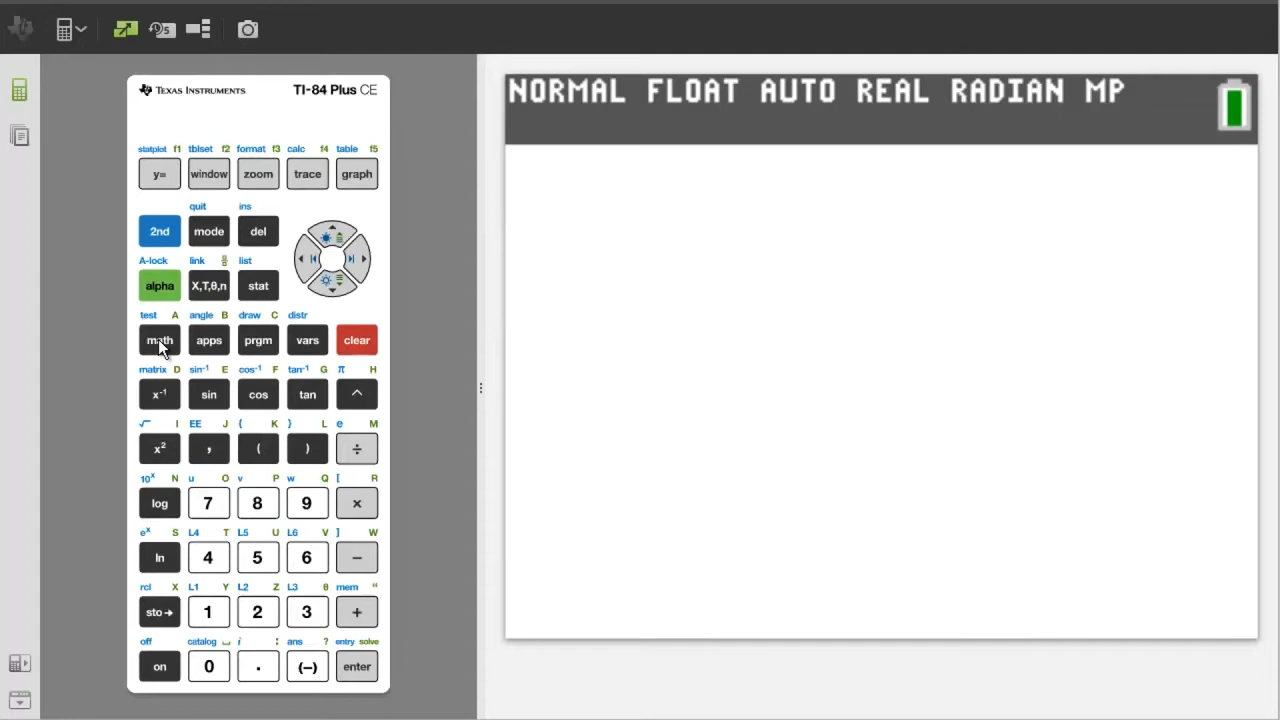 5
TEXAS INSTRUMENTS TI-84 Plus CE
NORMAL FLOAT AUTO REAL RADIAN MP
statplot f1 tblset f2 format f3 calc f4 table f5
y= window zoom trace graph
quit ins
2nd mode del
A-lock link list
alpha X,T,θ,n stat
test A angle B draw C distr
math apps prgm vars clear
matrix D sin⁻¹ E cos⁻¹ F tan⁻¹ G π H
x⁻¹ sin cos tan ^
√ I EE J { K } L e M
x² , ( ) ÷
10ˣ N u O v P w Q [ R
log 7 8 9 ×
eˣ S L4 T L5 U L6 V ] W
ln 4 5 6 −
rcl X L1 Y L2 Z L3 θ mem "
sto→ 1 2 3 +
off catalog ⎵ i : ans ? entry solve
on 0 . (−) enter